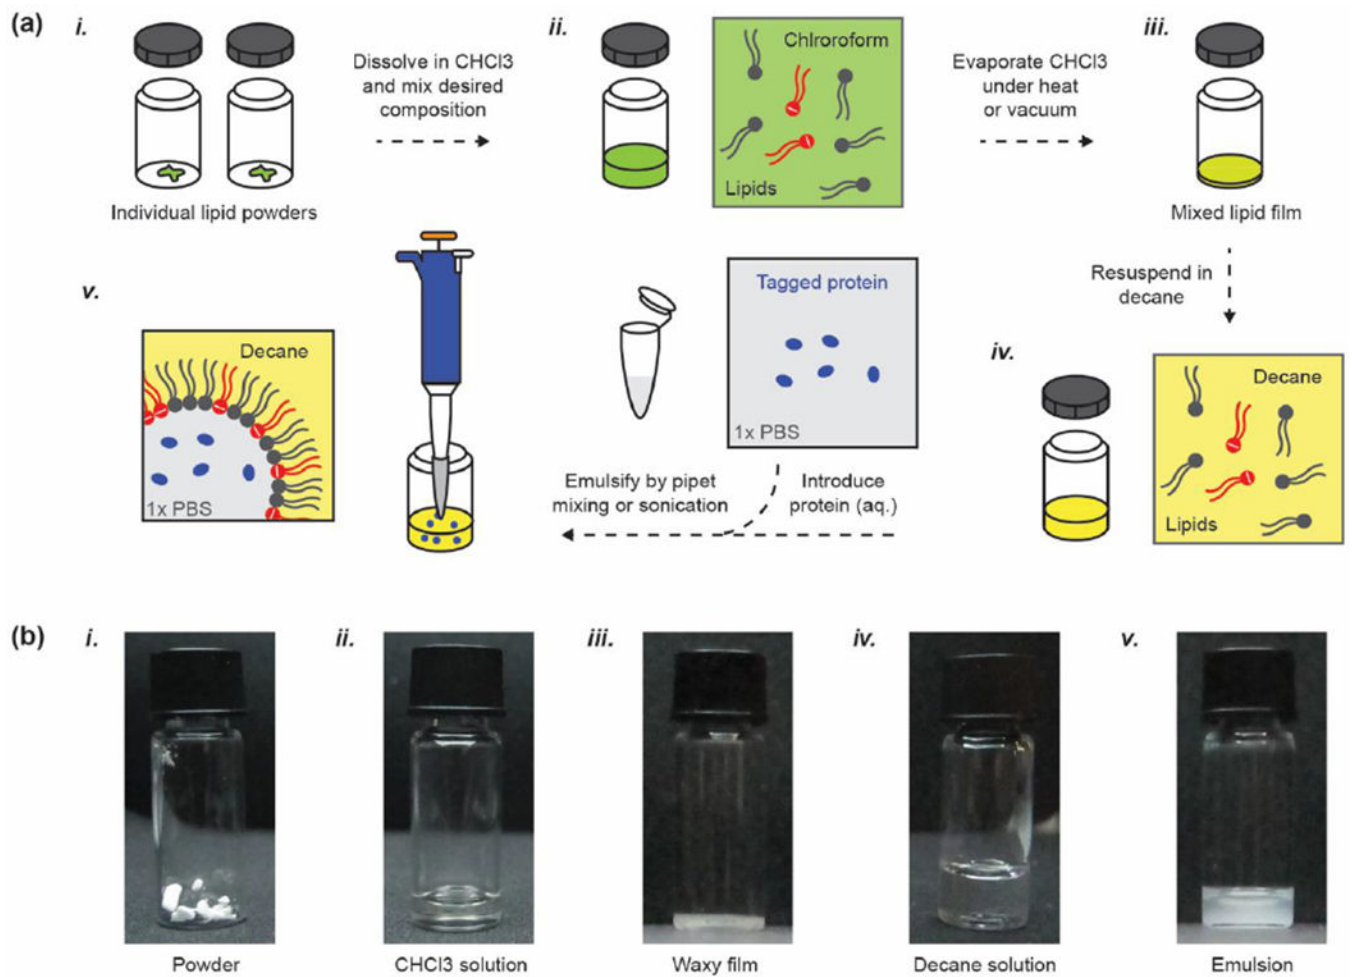 (a)
i.
Dissolve in CHCl3
and mix desired
composition
Individual lipid powders
ii.
Chlroroform
Lipids
Evaporate CHCl3
under heat
or vacuum
iii.
Mixed lipid film
Resuspend in
decane
iv.
Decane
Lipids
Tagged protein
1x PBS
Introduce
protein (aq.)
Emulsify by pipet
mixing or sonication
v.
Decane
1x PBS
(b)
i.
ii.
iii.
iv.
v.
Powder
CHCl3 solution
Waxy film
Decane solution
Emulsion